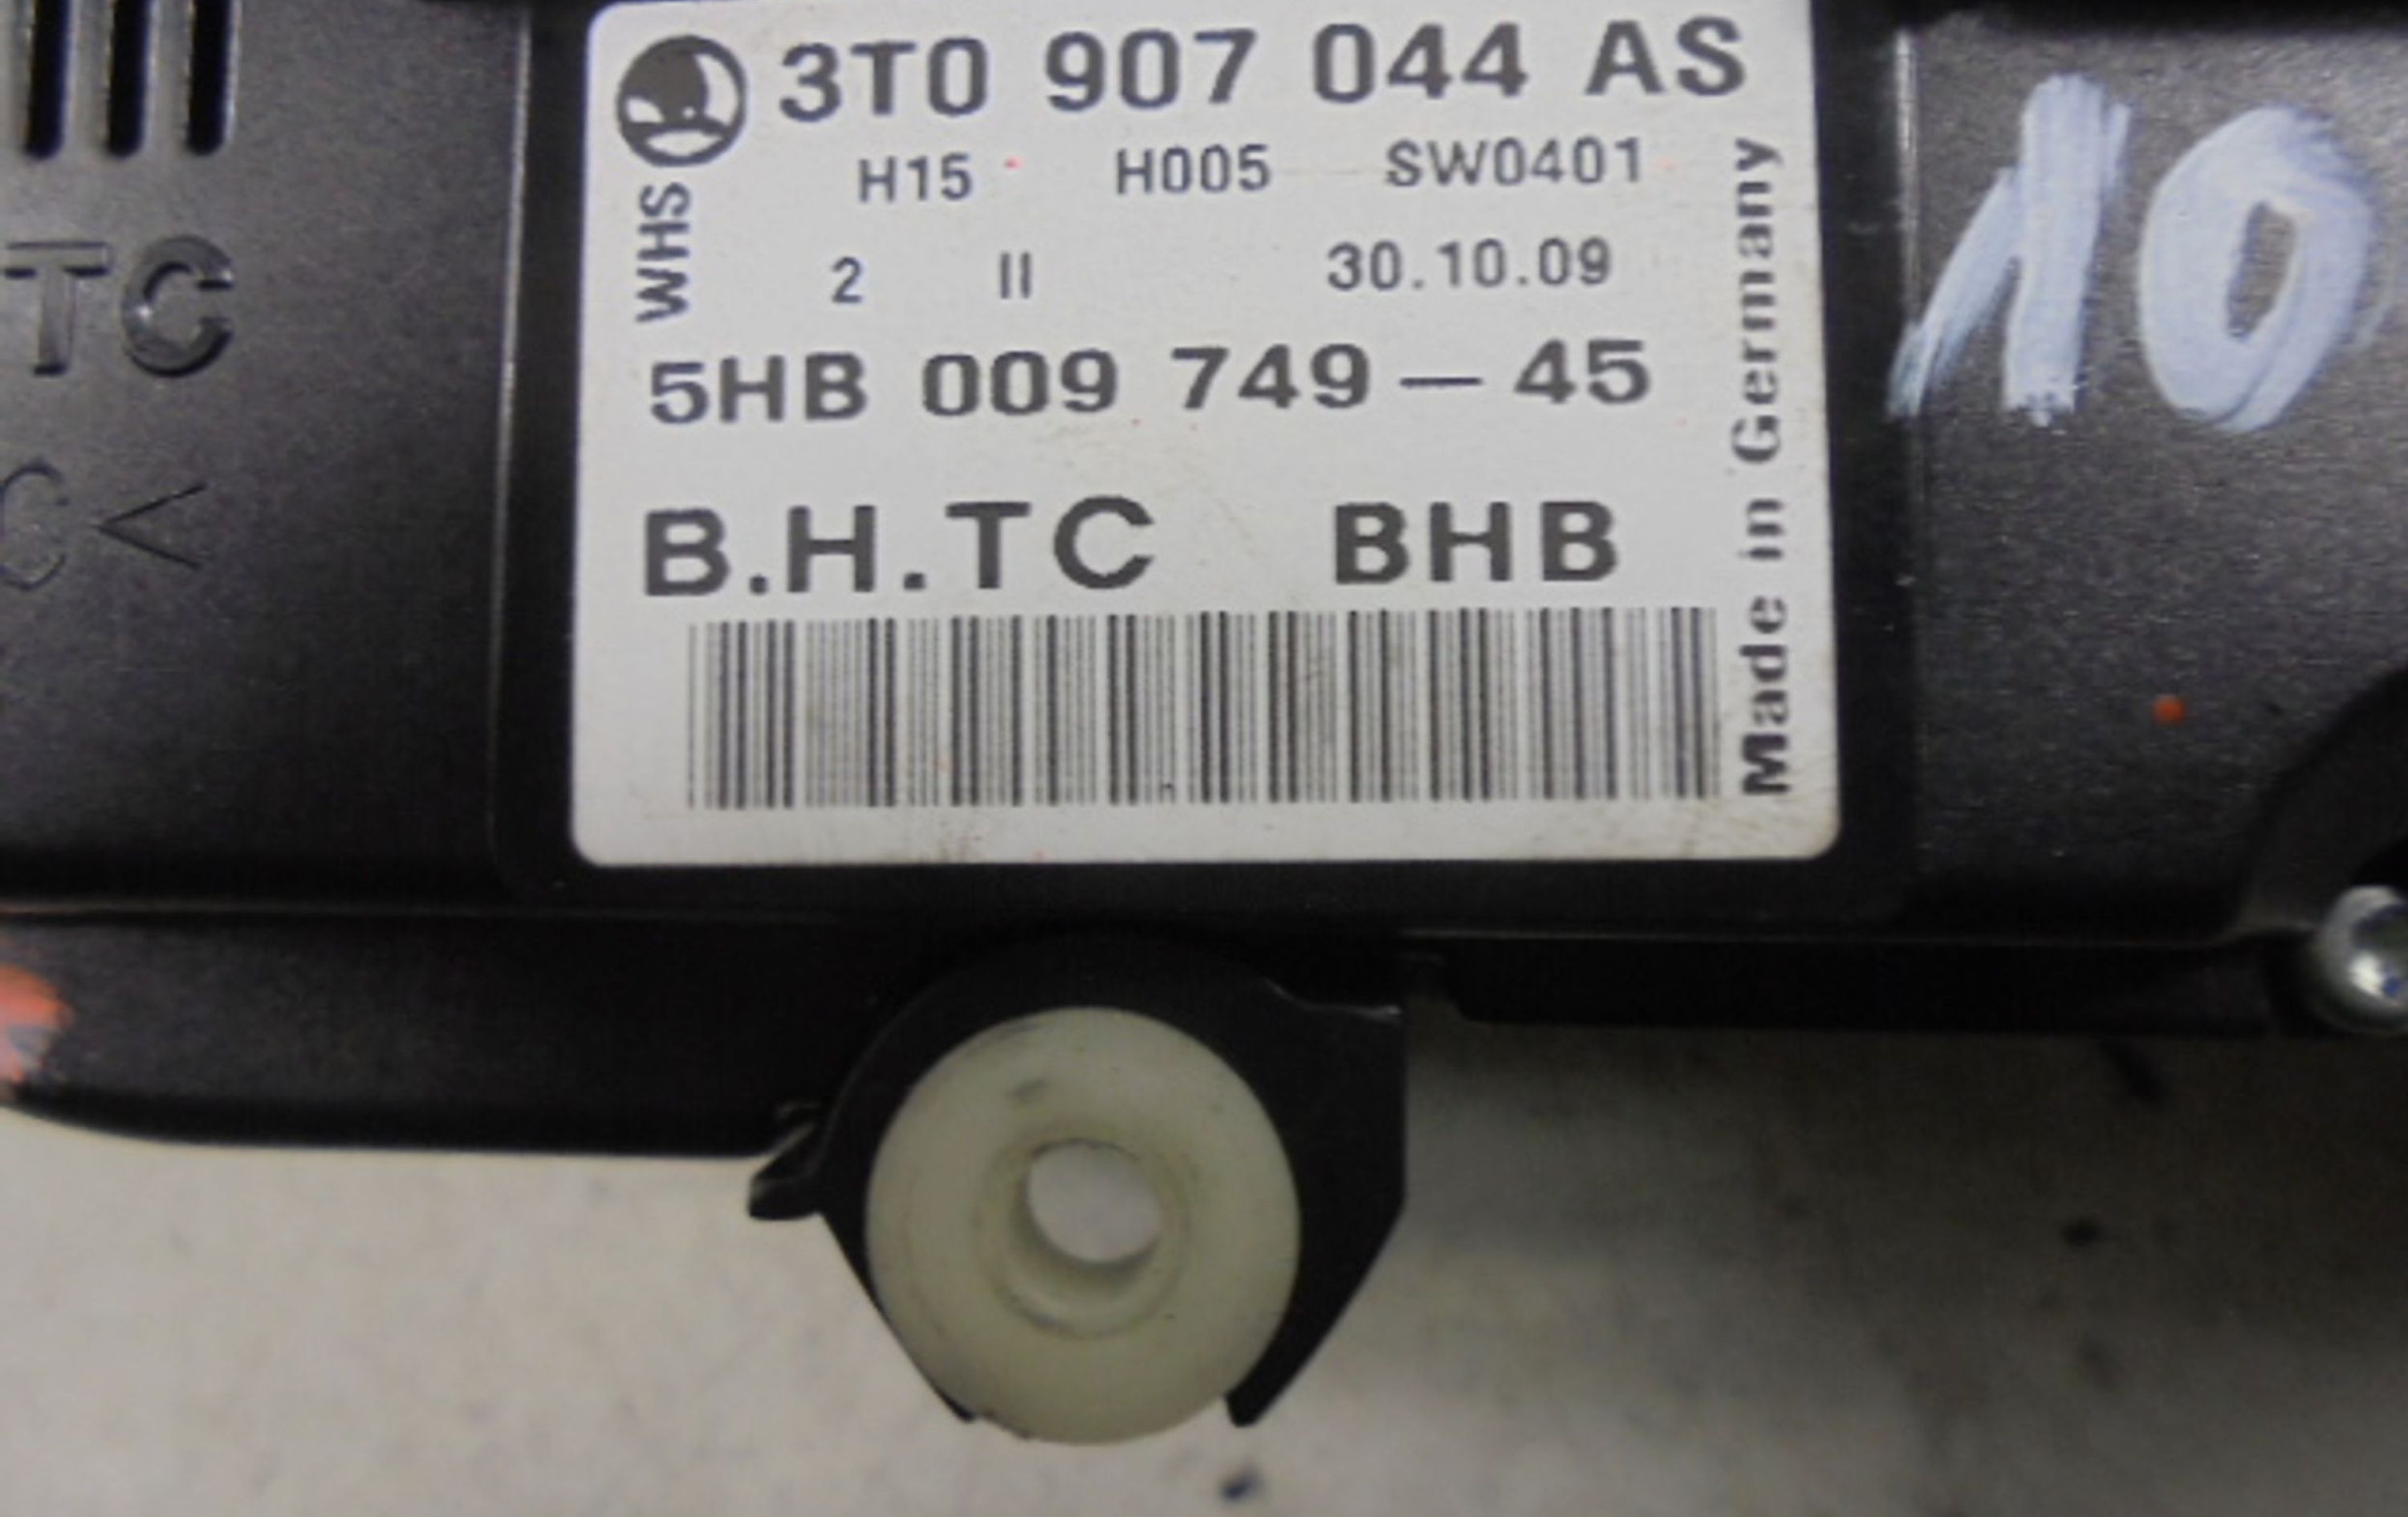 3T0 907 044 AS
H15 H005 SW0401
WHS
2 II 30.10.09
5HB 009 749-45
B.H.TC BHB
Made in Germany
10
TC
C<